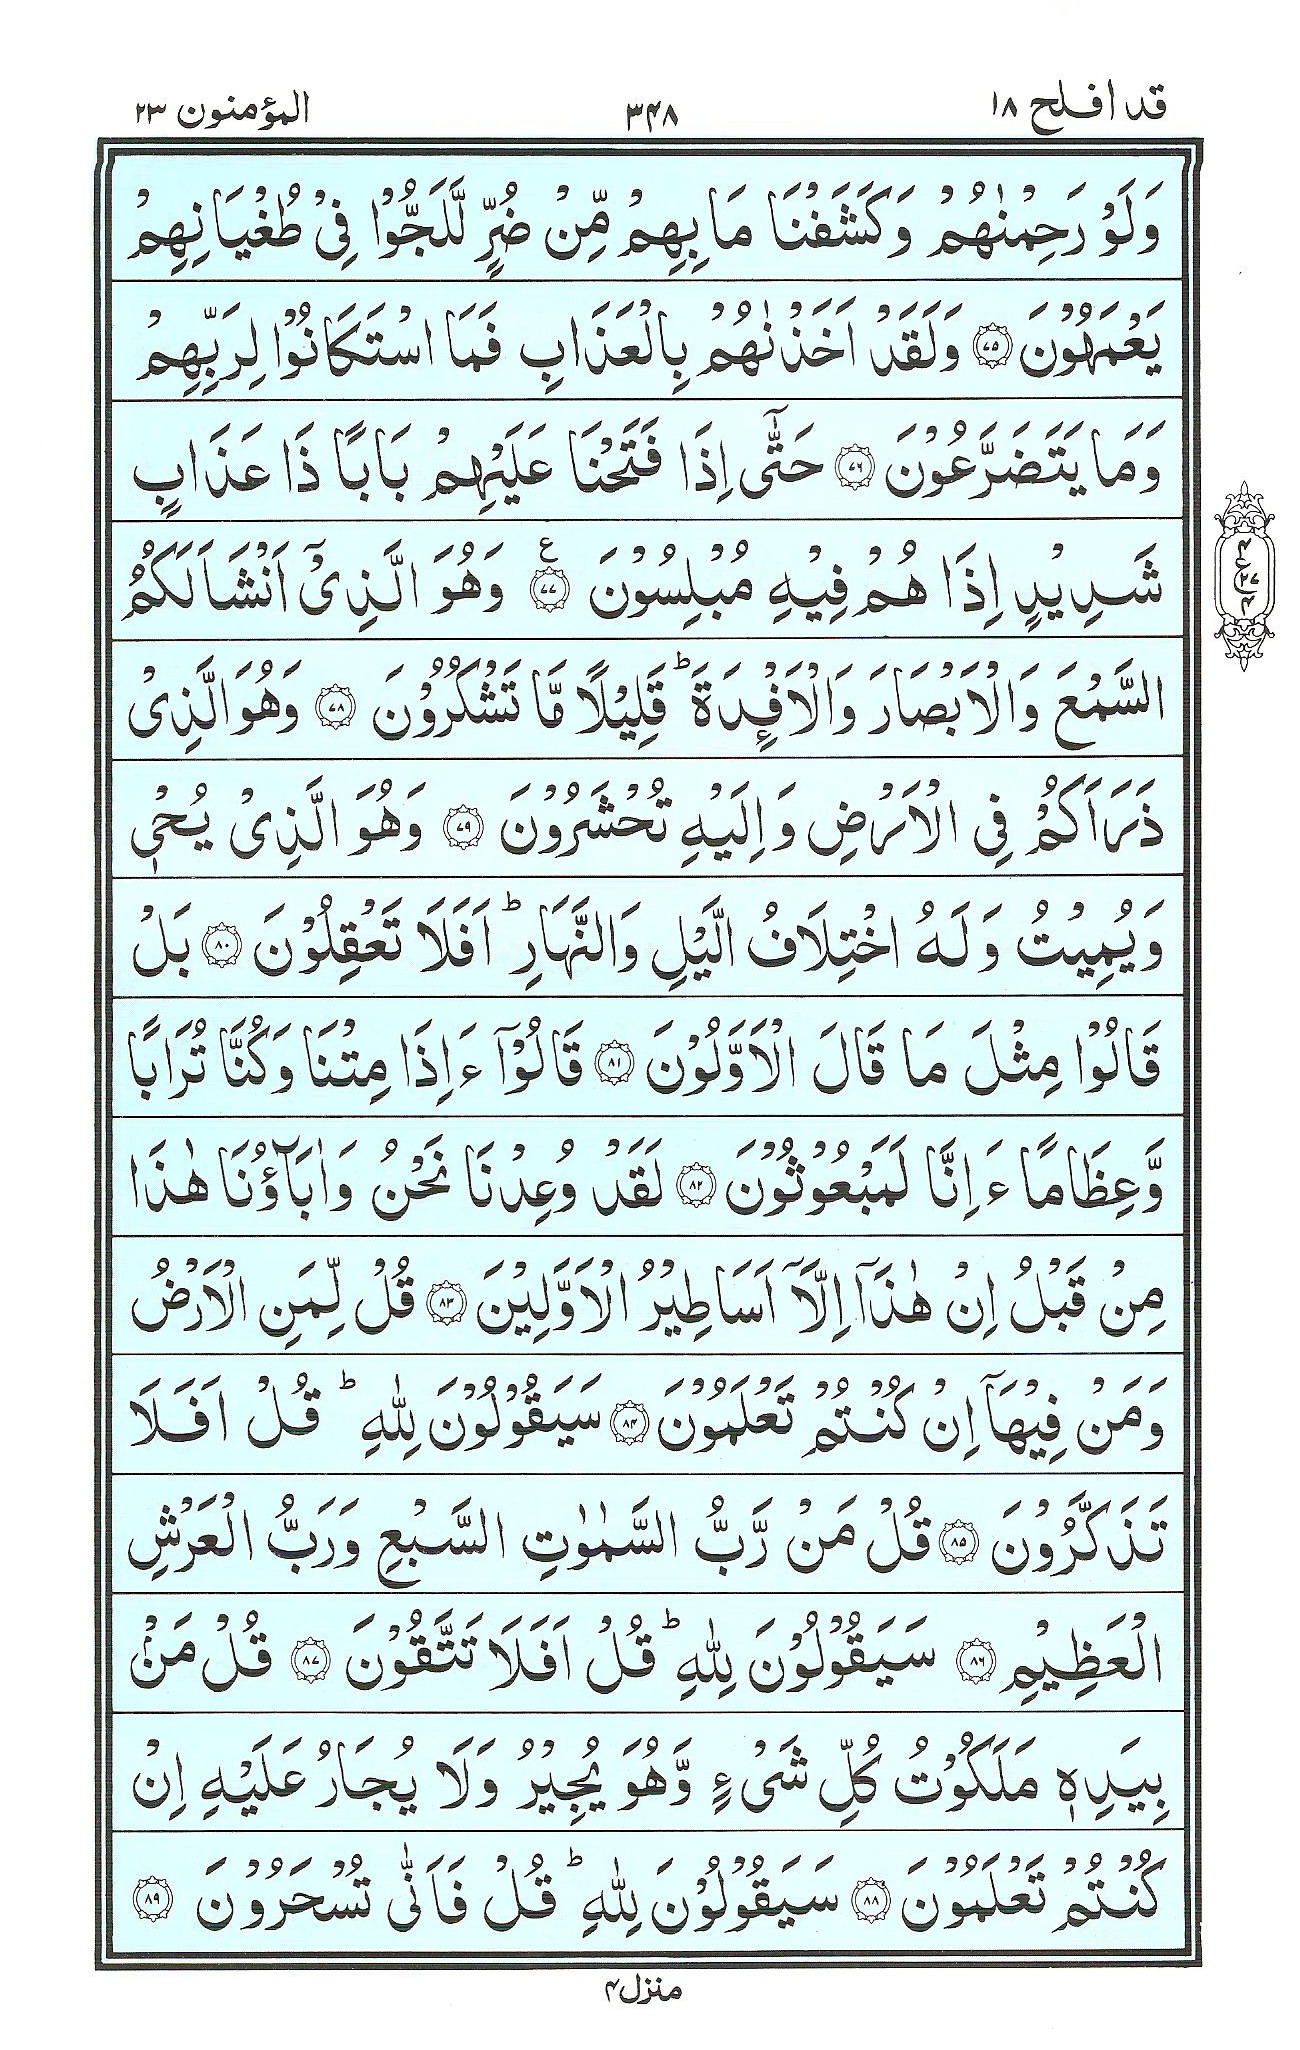 قد افلح ١٨
٣٤٨
المؤمنون ٢٣
وَلَوْ رَحِمْنٰهُمْ وَكَشَفْنَا مَا بِهِمْ مِّنْ ضُرٍّ لَّلَجُّوْا فِىْ طُغْيَانِهِمْ
يَعْمَهُوْنَ ۝٧٥ وَلَقَدْ اَخَذْنٰهُمْ بِالْعَذَابِ فَمَا اسْتَكَانُوْا لِرَبِّهِمْ
وَمَا يَتَضَرَّعُوْنَ ۝٧٦ حَتّٰٓى اِذَا فَتَحْنَا عَلَيْهِمْ بَابًا ذَا عَذَابٍ
شَدِيْدٍ اِذَا هُمْ فِيْهِ مُبْلِسُوْنَ ۝٧٧ ع وَهُوَ الَّذِىْٓ اَنْشَاَ لَكُمُ
السَّمْعَ وَالْاَبْصَارَ وَالْاَفْـِٕدَةَ ؕ قَلِيْلًا مَّا تَشْكُرُوْنَ ۝٧٨ وَهُوَ الَّذِىْ
ذَرَاَكُمْ فِى الْاَرْضِ وَاِلَيْهِ تُحْشَرُوْنَ ۝٧٩ وَهُوَ الَّذِىْ يُحْىٖ
وَيُمِيْتُ وَلَهُ اخْتِلَافُ الَّيْلِ وَالنَّهَارِ ؕ اَفَلَا تَعْقِلُوْنَ ۝٨٠ بَلْ
قَالُوْا مِثْلَ مَا قَالَ الْاَوَّلُوْنَ ۝٨١ قَالُوْٓا ءَاِذَا مِتْنَا وَكُنَّا تُرَابًا
وَّعِظَامًا ءَاِنَّا لَمَبْعُوْثُوْنَ ۝٨٢ لَقَدْ وُعِدْنَا نَحْنُ وَاٰبَآؤُنَا هٰذَا
مِنْ قَبْلُ اِنْ هٰذَآ اِلَّآ اَسَاطِيْرُ الْاَوَّلِيْنَ ۝٨٣ قُلْ لِّمَنِ الْاَرْضُ
وَمَنْ فِيْهَآ اِنْ كُنْتُمْ تَعْلَمُوْنَ ۝٨٤ سَيَقُوْلُوْنَ لِلّٰهِ ؕ قُلْ اَفَلَا
تَذَكَّرُوْنَ ۝٨٥ قُلْ مَنْ رَّبُّ السَّمٰوٰتِ السَّبْعِ وَرَبُّ الْعَرْشِ
الْعَظِيْمِ ۝٨٦ سَيَقُوْلُوْنَ لِلّٰهِ ؕ قُلْ اَفَلَا تَتَّقُوْنَ ۝٨٧ قُلْ مَنْۢ
بِيَدِهٖ مَلَكُوْتُ كُلِّ شَىْءٍ وَّهُوَ يُجِيْرُ وَلَا يُجَارُ عَلَيْهِ اِنْ
كُنْتُمْ تَعْلَمُوْنَ ۝٨٨ سَيَقُوْلُوْنَ لِلّٰهِ ؕ قُلْ فَاَنّٰى تُسْحَرُوْنَ ۝٨٩
منزل ۴